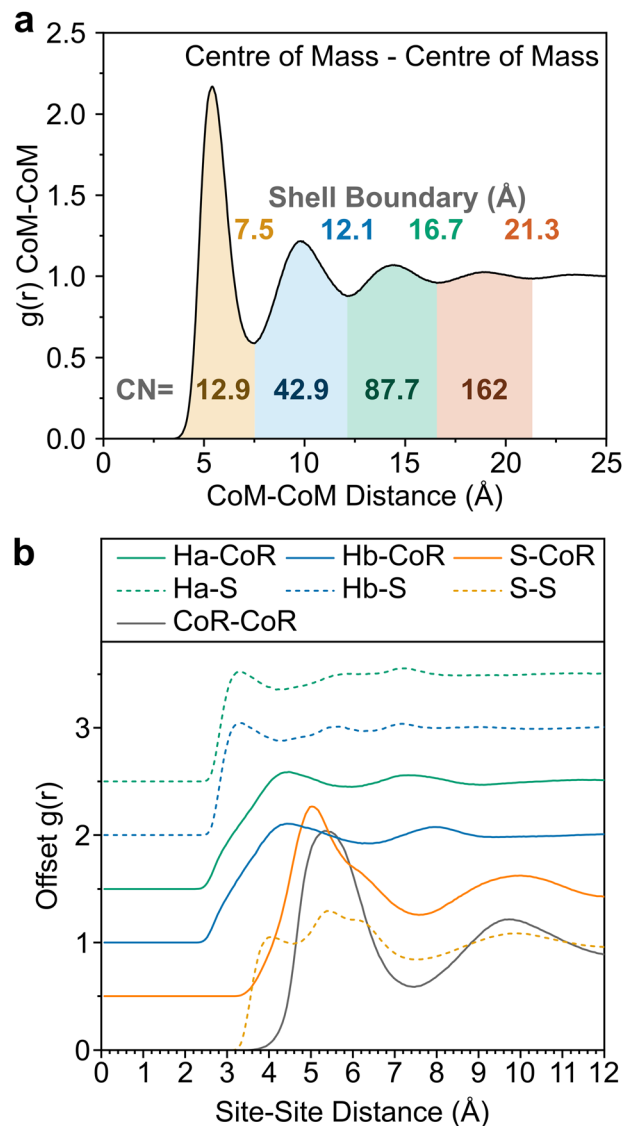 a
2.5
Centre of Mass - Centre of Mass
2.0
g(r) CoM-CoM
1.5
Shell Boundary (Å)
7.5 12.1 16.7 21.3
1.0
0.5
CN= 12.9 42.9 87.7 162
0.0
0 5 10 15 20 25
CoM-CoM Distance (Å)
b
Ha-CoR Hb-CoR S-CoR
Ha-S Hb-S S-S
CoR-CoR
3
Offset g(r)
2
1
0
0 1 2 3 4 5 6 7 8 9 10 11 12
Site-Site Distance (Å)